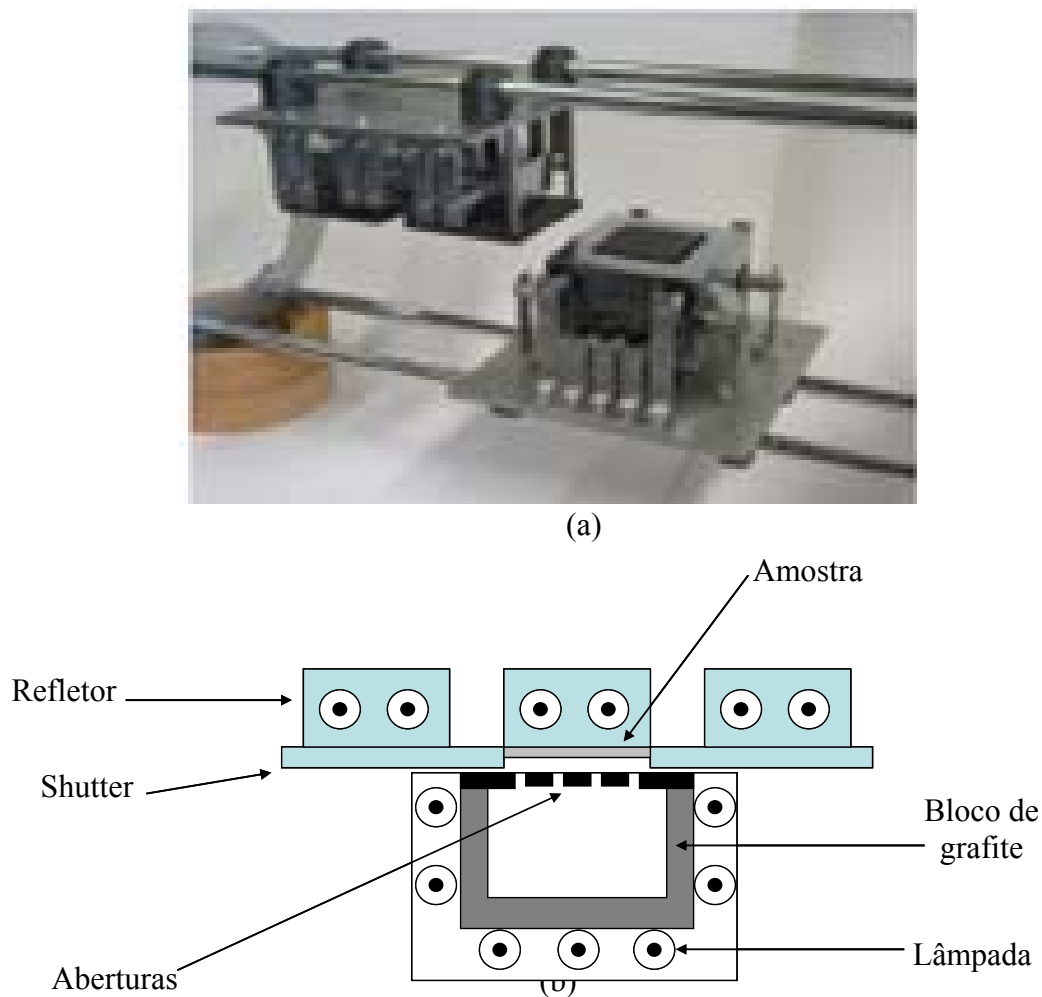 (a)
Amostra
Refletor
Shutter
Bloco de
grafite
Aberturas
Lâmpada
(b)